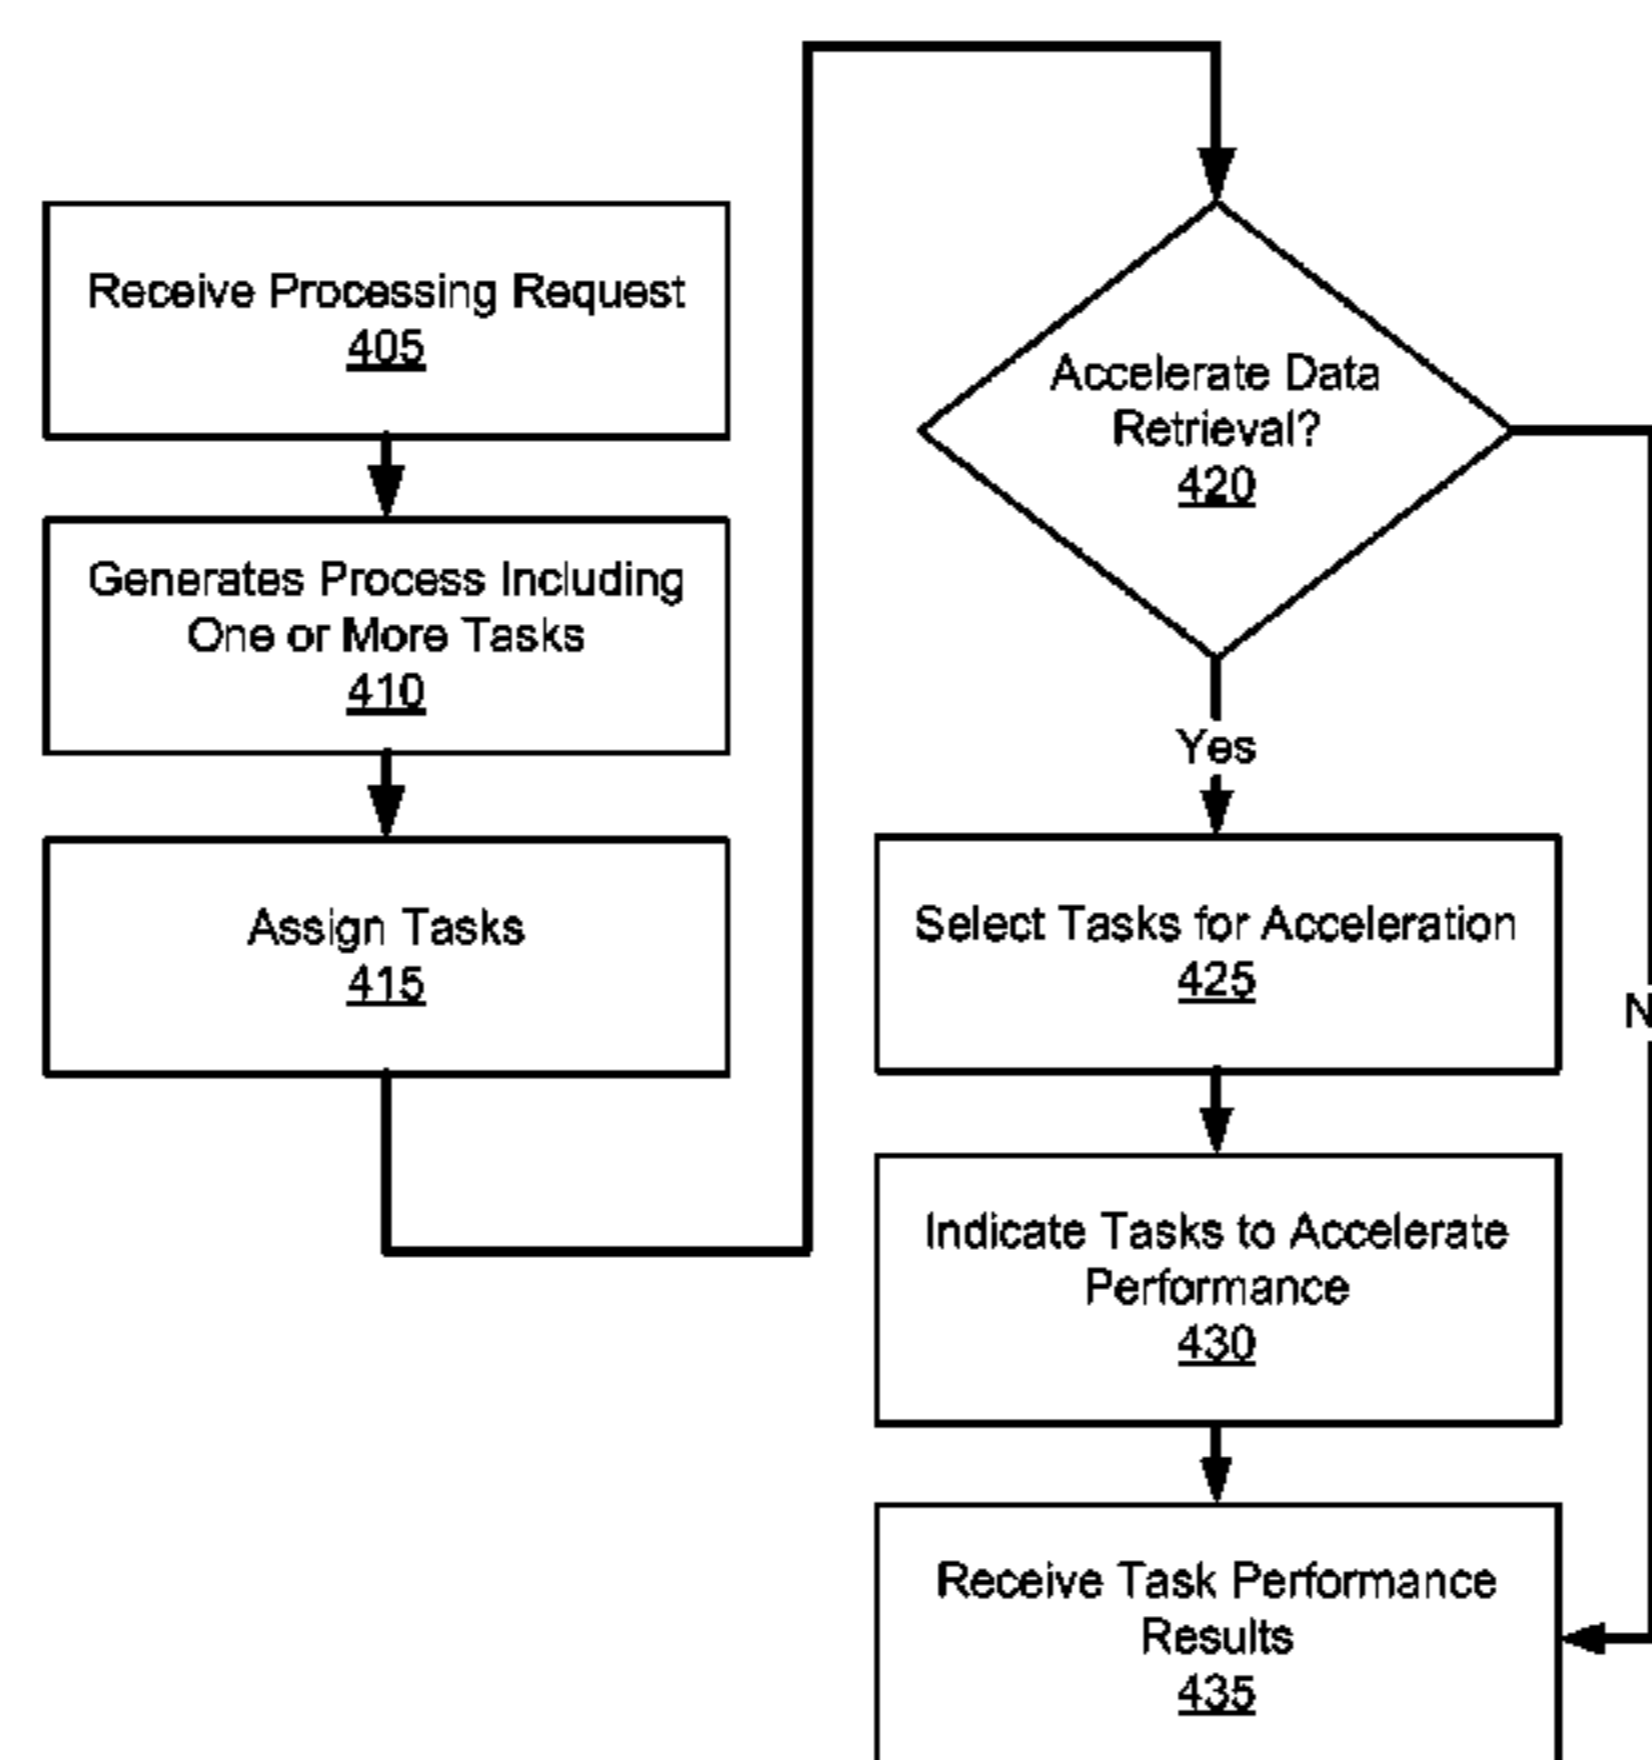 Receive Processing Request
405
Generates Process Including
One or More Tasks
410
Assign Tasks
415
Accelerate Data
Retrieval?
420
Yes
Select Tasks for Acceleration
425
Indicate Tasks to Accelerate
Performance
430
Receive Task Performance
Results
435